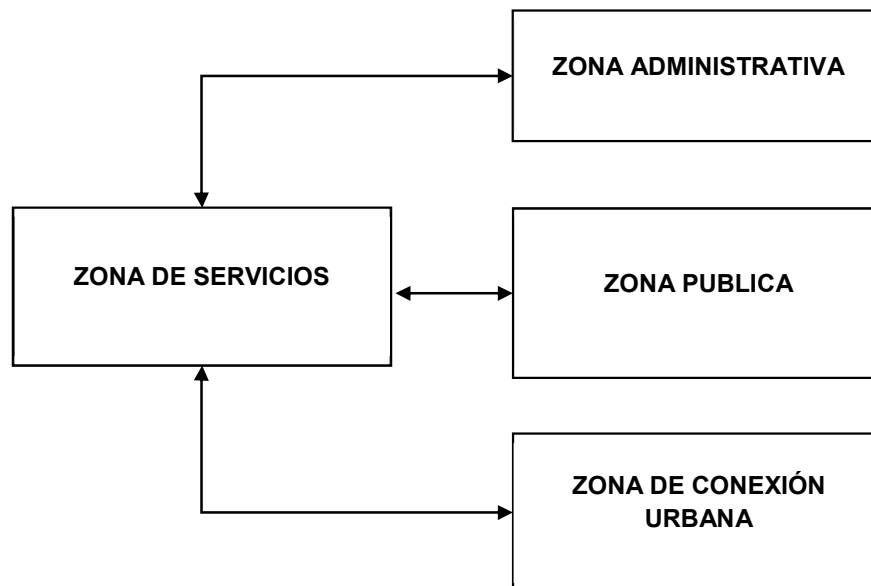 ZONA ADMINISTRATIVA
ZONA DE SERVICIOS
ZONA PUBLICA
ZONA DE CONEXIÓN
URBANA